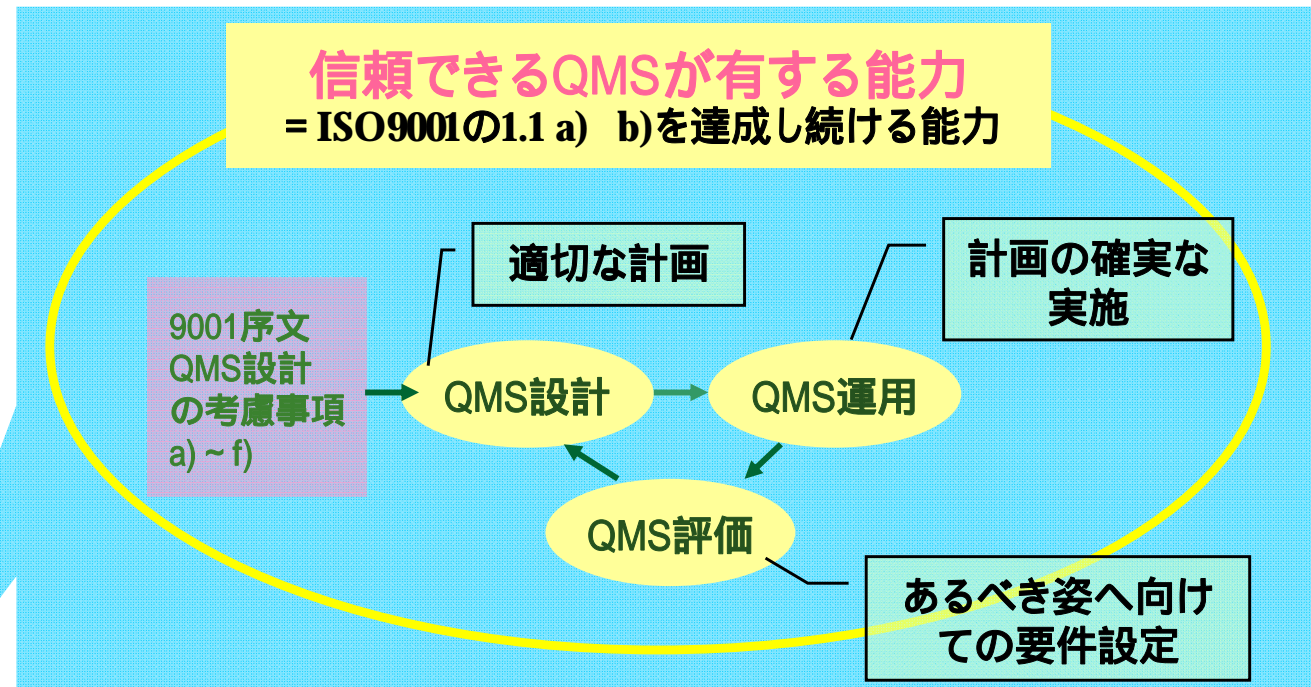 信頼できるQMSが有する能力
= ISO9001の1.1 a) b)を達成し続ける能力
適切な計画
計画の確実な
実施
9001序文
QMS設計
の考慮事項
a) ~ f)
QMS設計
QMS運用
QMS評価
あるべき姿へ向け
ての要件設定